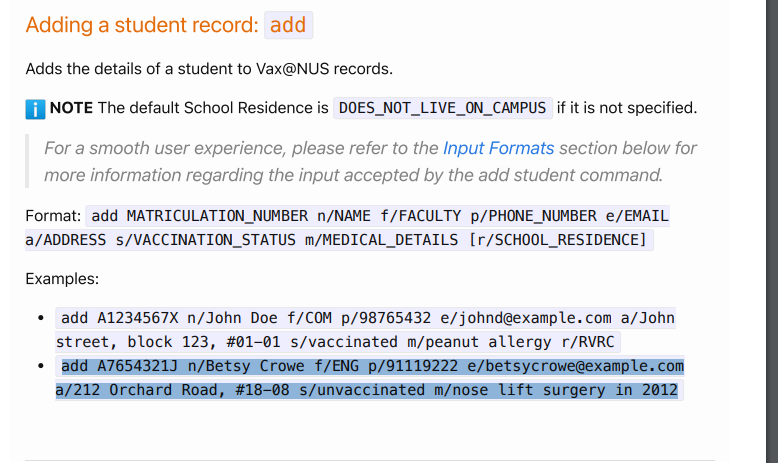 Adding a student record: add
Adds the details of a student to Vax@NUS records.
ℹ️ NOTE The default School Residence is DOES_NOT_LIVE_ON_CAMPUS if it is not specified.
For a smooth user experience, please refer to the Input Formats section below for
more information regarding the input accepted by the add student command.
Format: add MATRICULATION_NUMBER n/NAME f/FACULTY p/PHONE_NUMBER e/EMAIL
a/ADDRESS s/VACCINATION_STATUS m/MEDICAL_DETAILS [r/SCHOOL_RESIDENCE]
Examples:
• add A1234567X n/John Doe f/COM p/98765432 e/johnd@example.com a/John
street, block 123, #01-01 s/vaccinated m/peanut allergy r/RVRC
• add A7654321J n/Betsy Crowe f/ENG p/91119222 e/betsycrowe@example.com
a/212 Orchard Road, #18-08 s/unvaccinated m/nose lift surgery in 2012